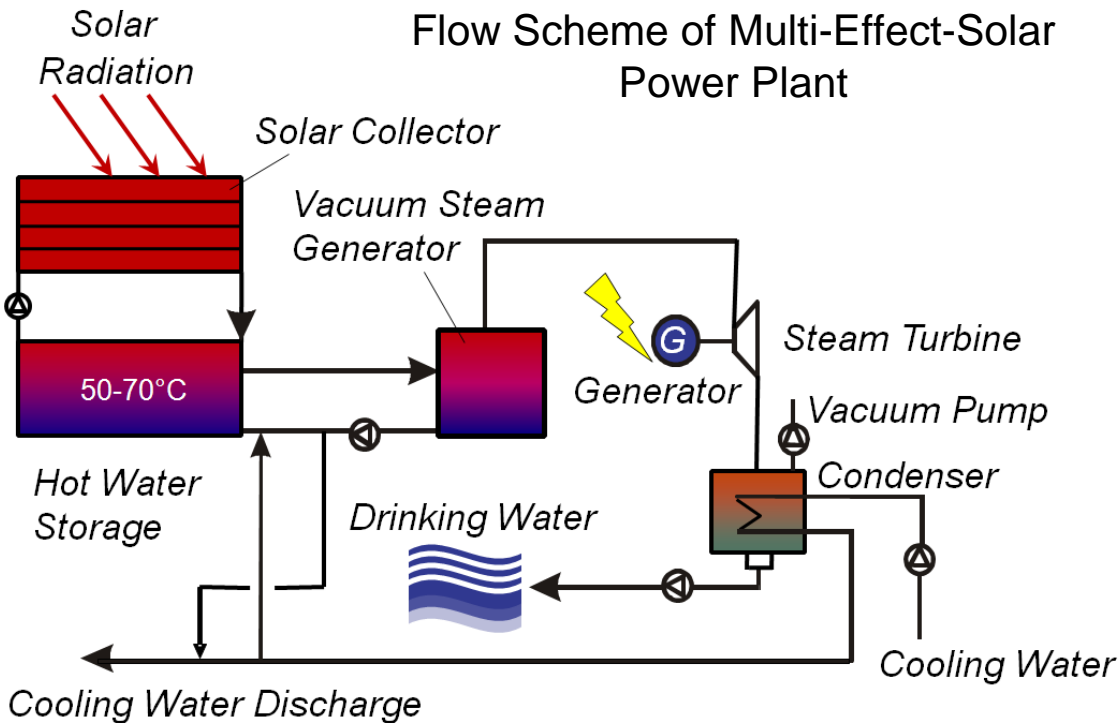 Flow Scheme of Multi-Effect-Solar
Power Plant
Solar
Radiation
Solar Collector
Vacuum Steam
Generator
G
Steam Turbine
Generator
50-70°C
Vacuum Pump
Condenser
Hot Water
Storage
Drinking Water
Cooling Water
Cooling Water Discharge